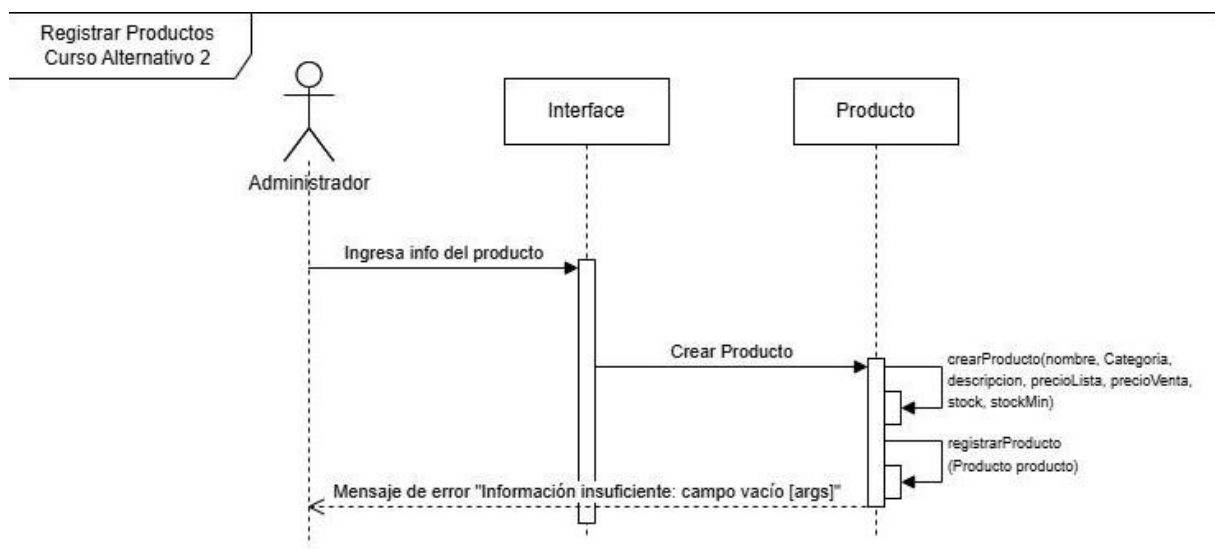 Registrar Productos
Curso Alternativo 2
Interface
Producto
Administrador
Ingresa info del producto
Crear Producto
crearProducto(nombre, Categoria,
descripcion, precioLista, precioVenta,
stock, stockMin)
registrarProducto
(Producto producto)
Mensaje de error "Información insuficiente: campo vacío [args]"